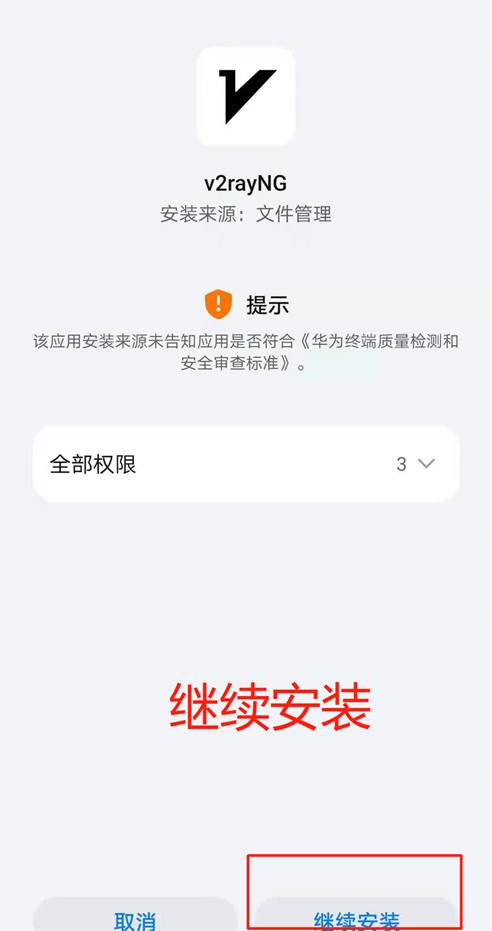 v2rayNG
安装来源：文件管理
提示
该应用安装来源未告知应用是否符合《华为终端质量检测和
安全审查标准》。
全部权限 3
继续安装
取消 继续安装